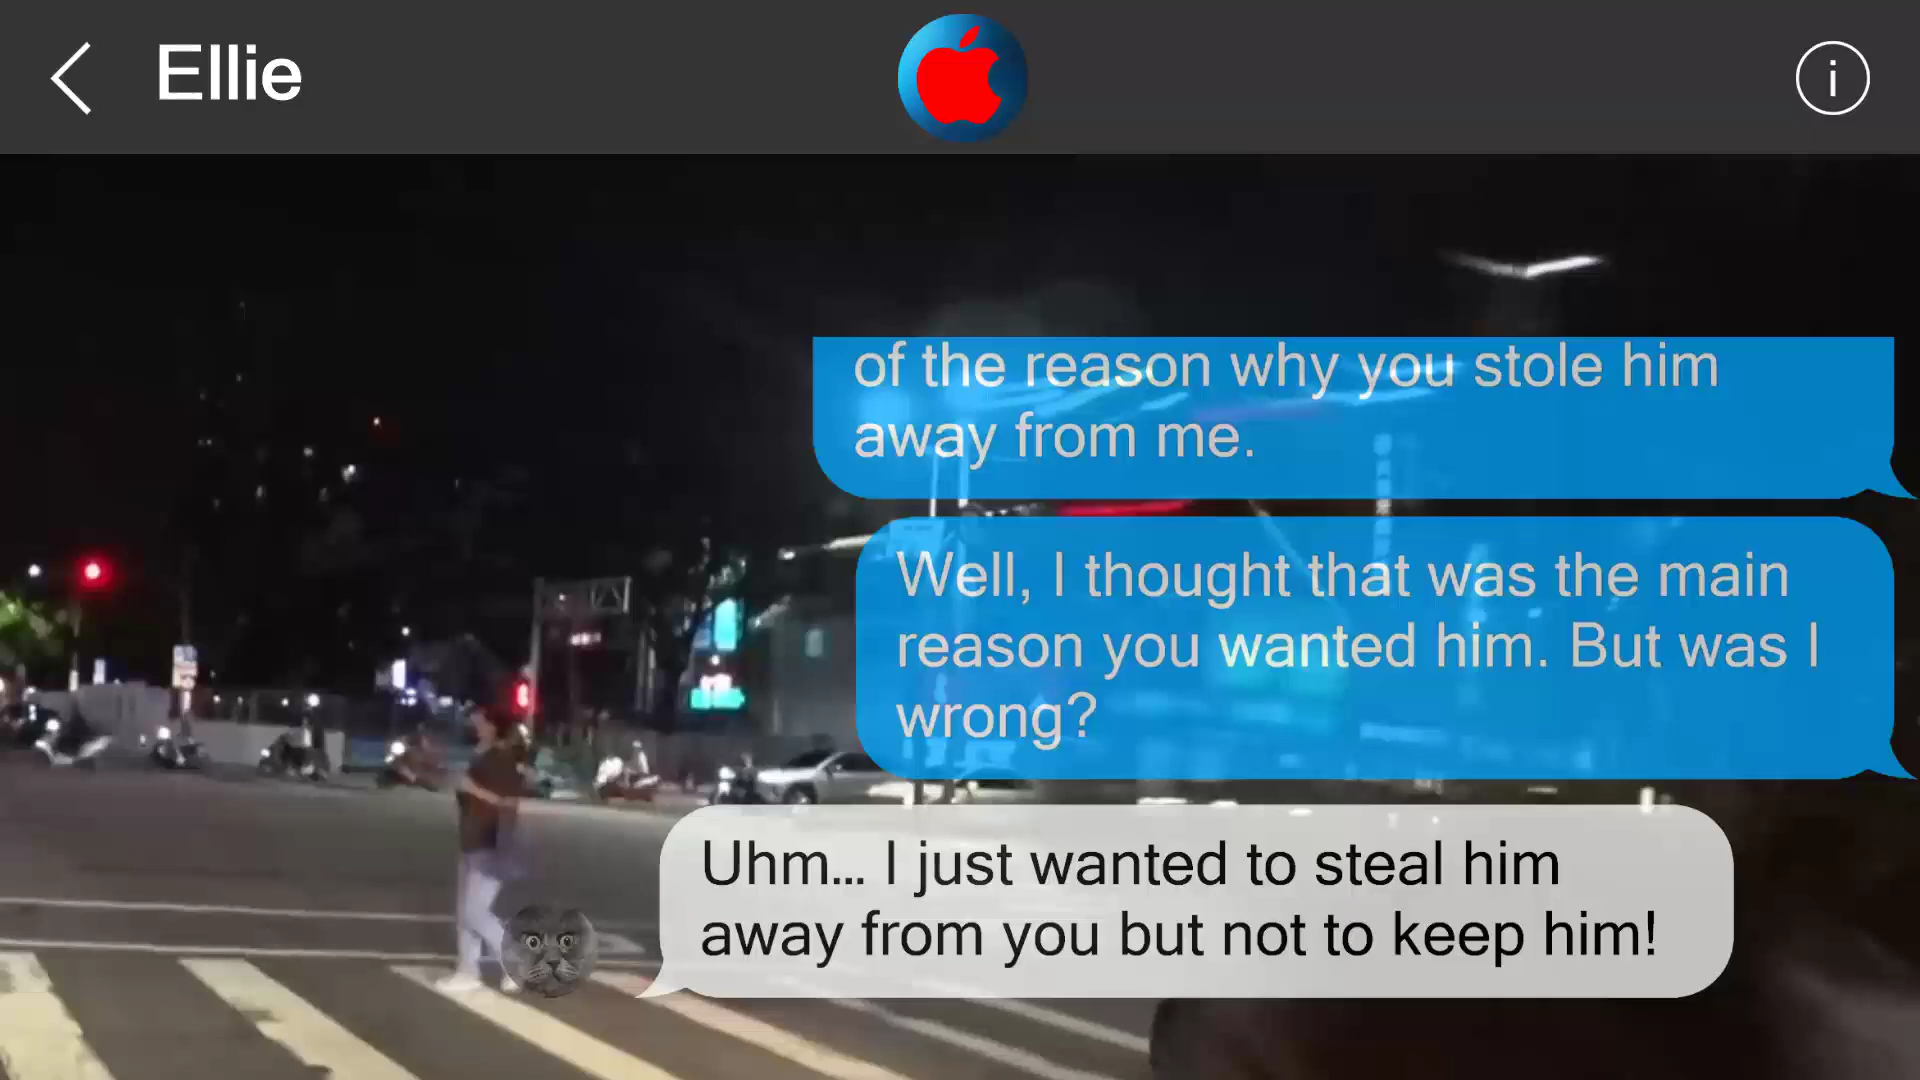 Ellie
of the reason why you stole him
away from me.
Well, I thought that was the main
reason you wanted him. But was I
wrong?
Uhm... I just wanted to steal him
away from you but not to keep him!